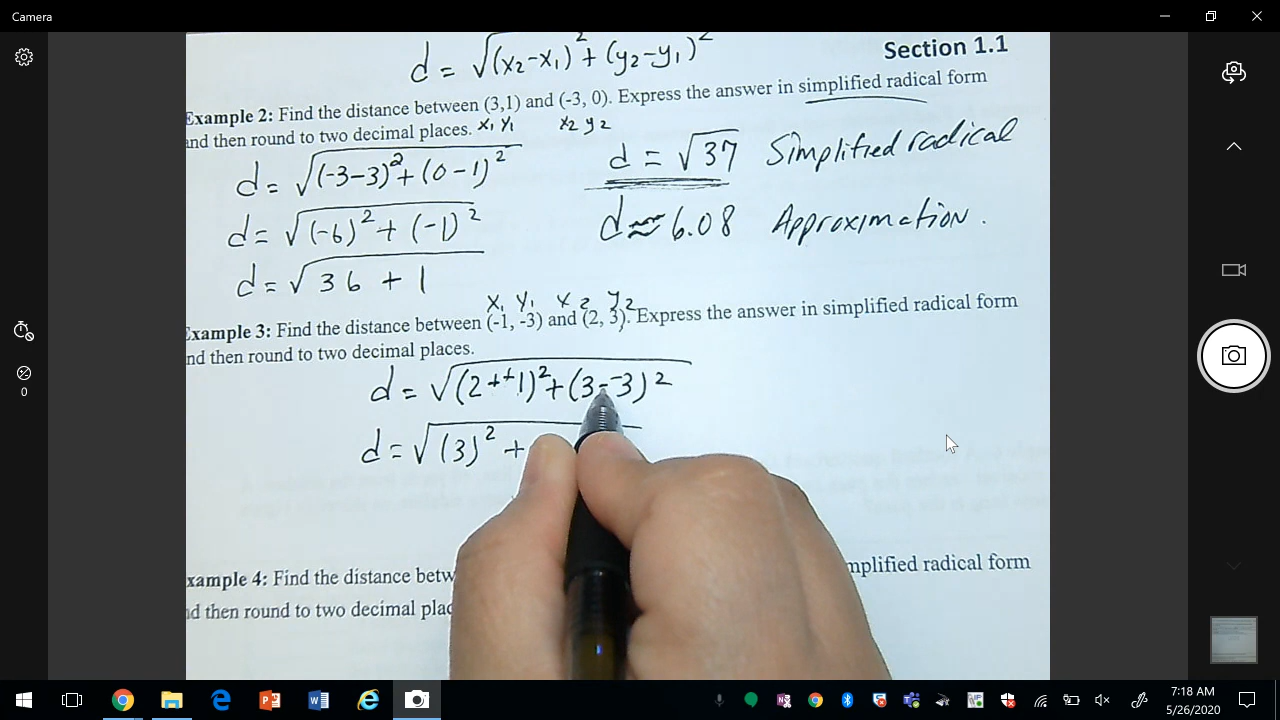 Camera
d = √(x₂-x₁)² + (y₂-y₁)²
Section 1.1
Example 2: Find the distance between (3,1) and (-3, 0). Express the answer in simplified radical form
and then round to two decimal places. x₁ y₁ x₂ y₂
d = √(-3-3)² + (0-1)²
d = √37 Simplified radical
d = √(-6)² + (-1)²
d ≈ 6.08 Approximation.
d = √36 + 1
x₁ y₁ x₂ y₂
Example 3: Find the distance between (-1, -3) and (2, 3). Express the answer in simplified radical form
nd then round to two decimal places.
d = √(2++1)² + (3--3)²
d = √(3)² +
xample 4: Find the distance betw
mplified radical form
d then round to two decimal plac
0
7:18 AM
5/26/2020